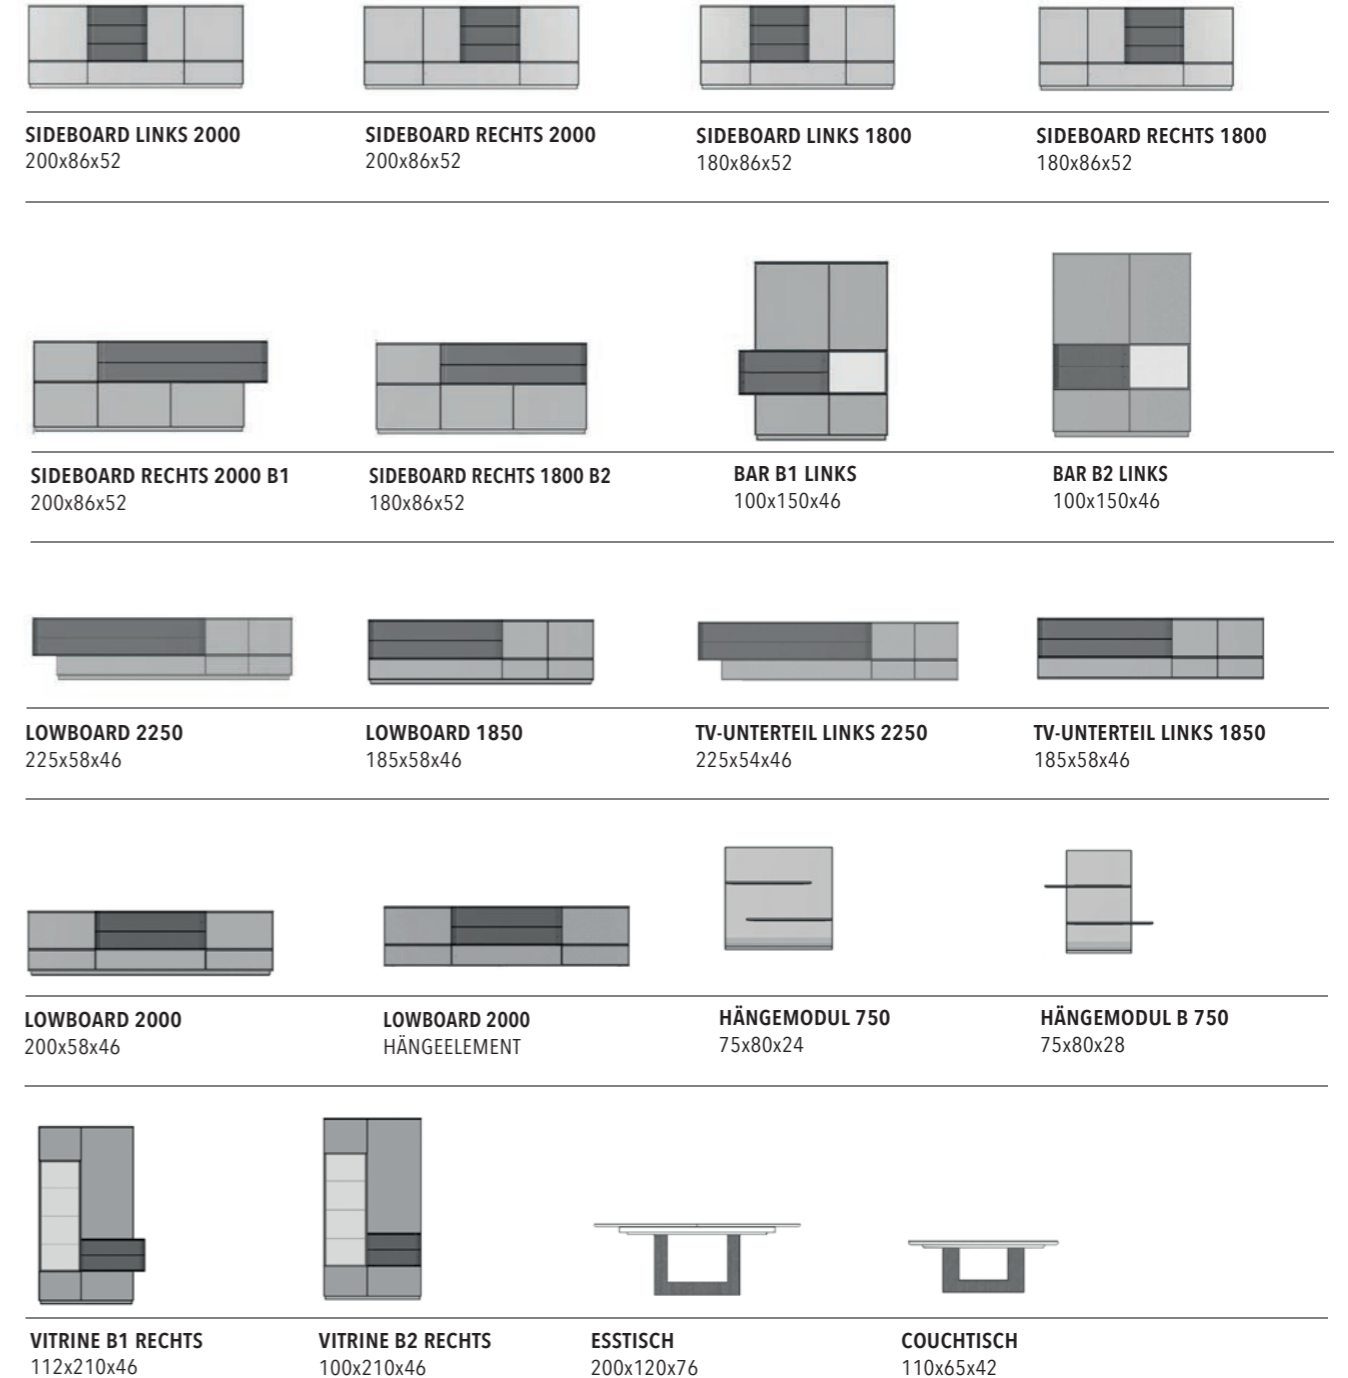 SIDEBOARD LINKS 2000
200x86x52
SIDEBOARD RECHTS 2000
200x86x52
SIDEBOARD LINKS 1800
180x86x52
SIDEBOARD RECHTS 1800
180x86x52
SIDEBOARD RECHTS 2000 B1
200x86x52
SIDEBOARD RECHTS 1800 B2
180x86x52
BAR B1 LINKS
100x150x46
BAR B2 LINKS
100x150x46
LOWBOARD 2250
225x58x46
LOWBOARD 1850
185x58x46
TV-UNTERTEIL LINKS 2250
225x54x46
TV-UNTERTEIL LINKS 1850
185x58x46
LOWBOARD 2000
200x58x46
LOWBOARD 2000
HÄNGEELEMENT
HÄNGEMODUL 750
75x80x24
HÄNGEMODUL B 750
75x80x28
VITRINE B1 RECHTS
112x210x46
VITRINE B2 RECHTS
100x210x46
ESSTISCH
200x120x76
COUCHTISCH
110x65x42